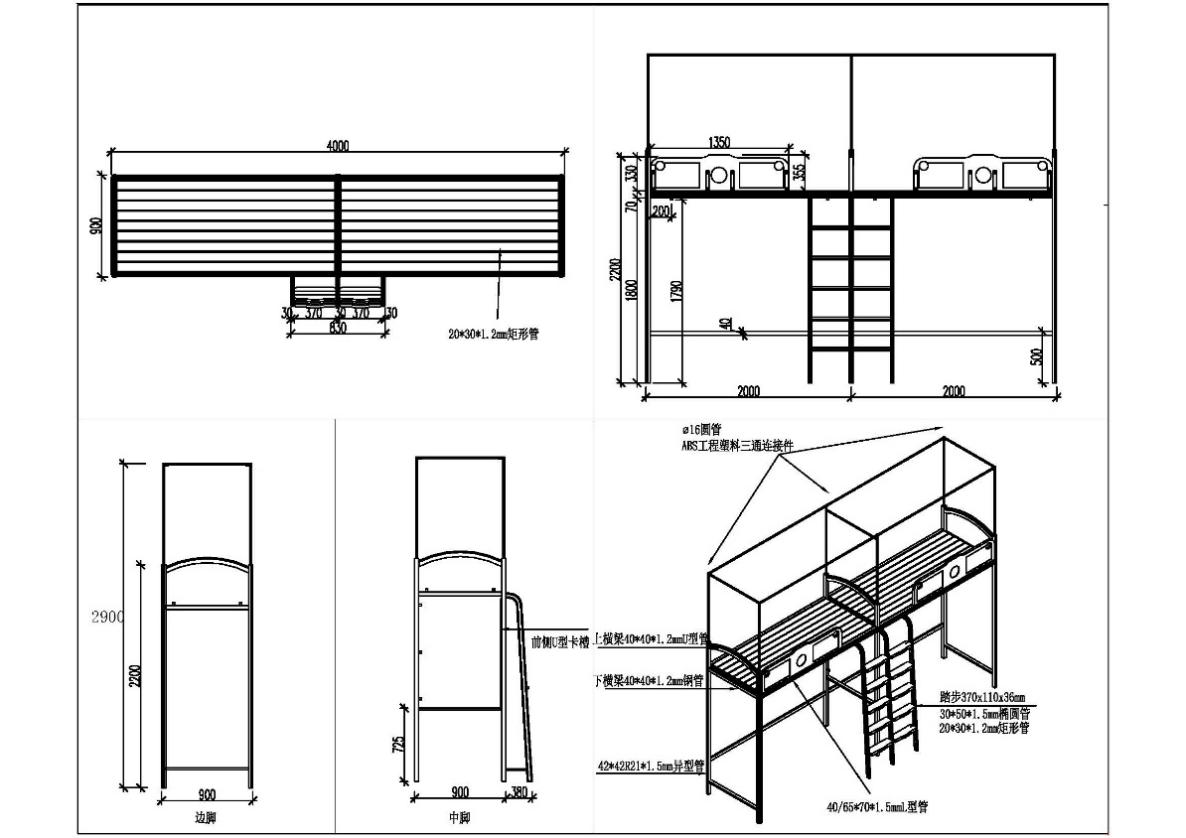 4000
900
30 370 30 370 30
830
20*30*1.2mm矩形管
1350
330
355
70
200
2200
1800
1790
40
500
2000
2000
2900
2200
900
边脚
前侧U型卡槽
725
900
380
中脚
ø16圆管
ABS工程塑料三通连接件
上横梁40*40*1.2mmU型管
下横梁40*40*1.2mm钢管
42*42R21*1.5mm异型管
踏步370x110x36mm
30*50*1.5mm椭圆管
20*30*1.2mm矩形管
40/65*70*1.5mmL型管